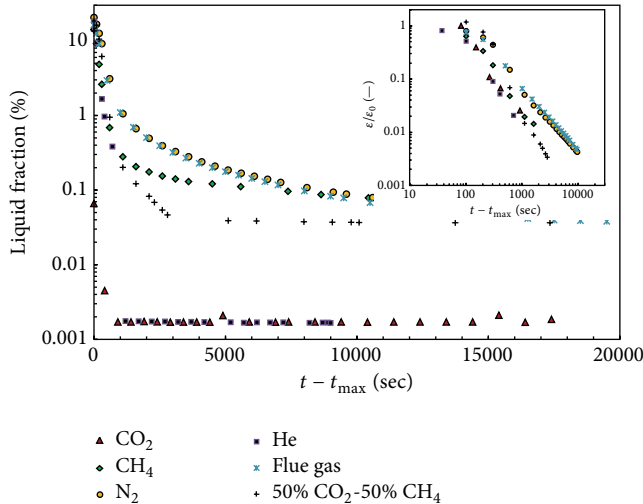 Liquid fraction (%)
10
1
0.1
0.01
0.001
0
5000
10000
15000
20000
t − t_max (sec)
ε/ε₀ (—)
1
0.1
0.01
0.001
10
100
1000
10000
t − t_max (sec)
CO₂
CH₄
N₂
He
Flue gas
50% CO₂-50% CH₄